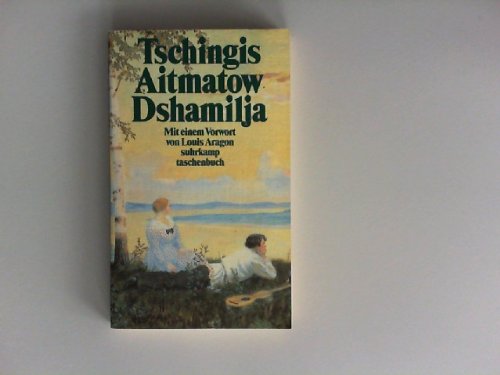 Tschingis
Aitmatow
Dshamilja
Mit einem Vorwort
von Louis Aragon
suhrkamp
taschenbuch